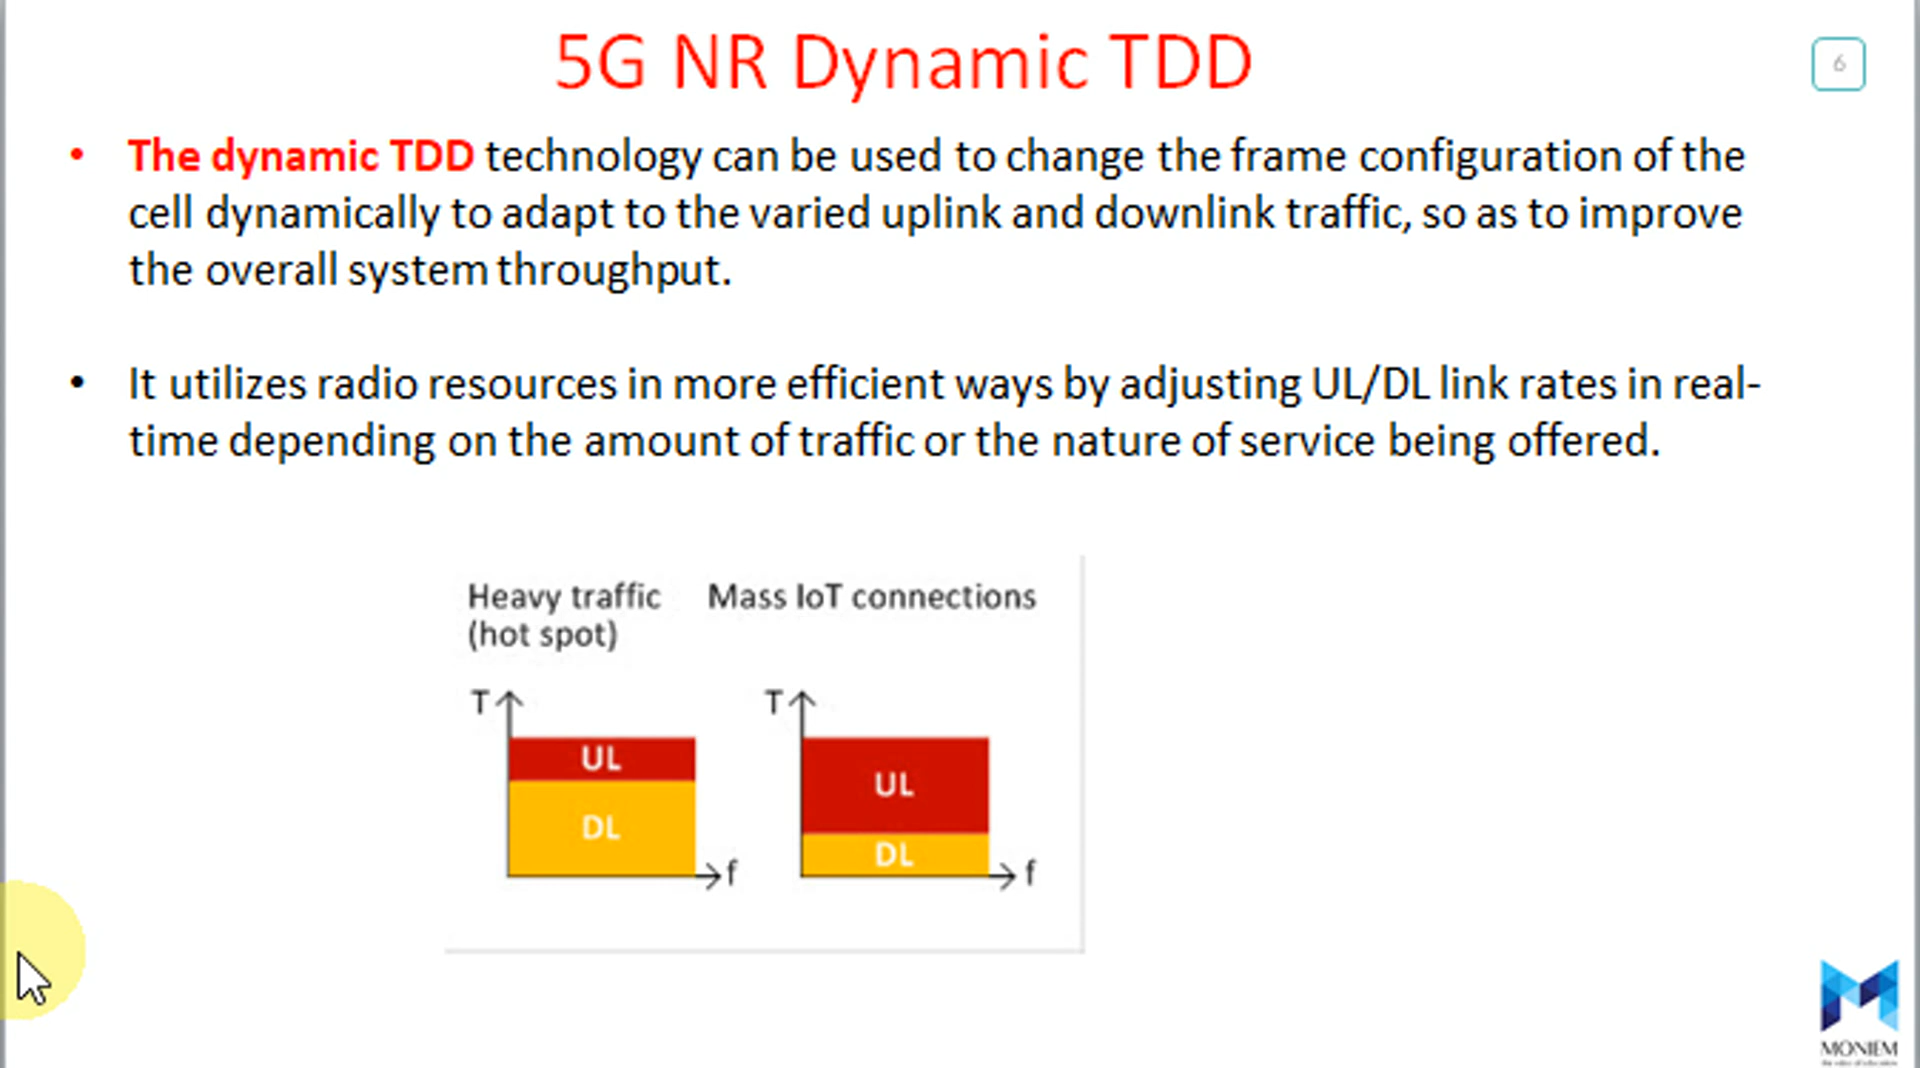 5G NR Dynamic TDD
6
• The dynamic TDD technology can be used to change the frame configuration of the
cell dynamically to adapt to the varied uplink and downlink traffic, so as to improve
the overall system throughput.
• It utilizes radio resources in more efficient ways by adjusting UL/DL link rates in real-
time depending on the amount of traffic or the nature of service being offered.
Heavy traffic
(hot spot)
Mass IoT connections
T
UL
DL
f
T
UL
DL
f
MONIEM